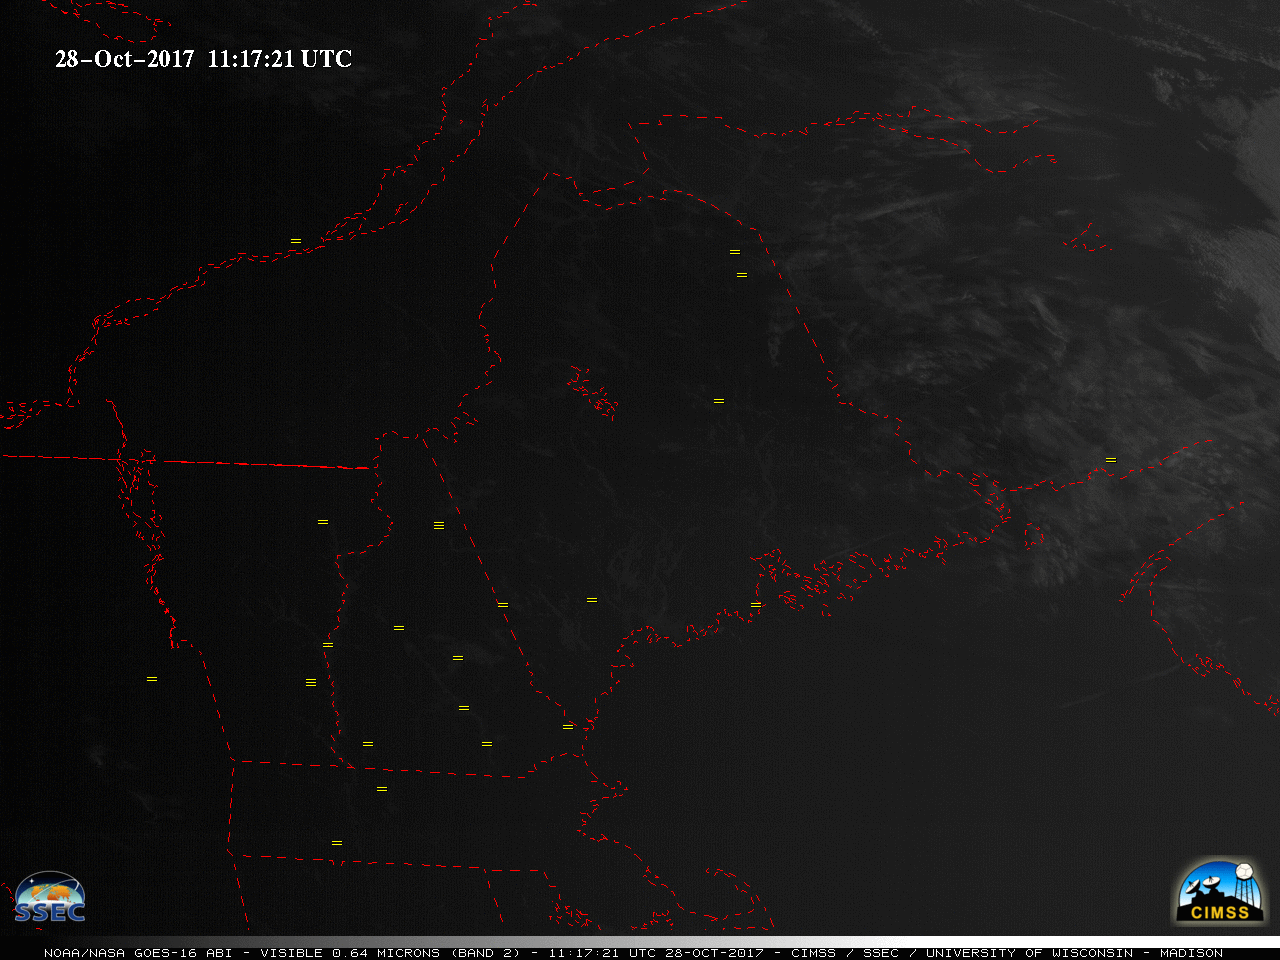 28-Oct-2017 11:17:21 UTC
SSEC
CIMSS
NOAA/NASA GOES-16 ABI - VISIBLE 0.64 MICRONS (BAND 2) - 11:17:21 UTC 28-OCT-2017 - CIMSS / SSEC / UNIVERSITY OF WISCONSIN - MADISON